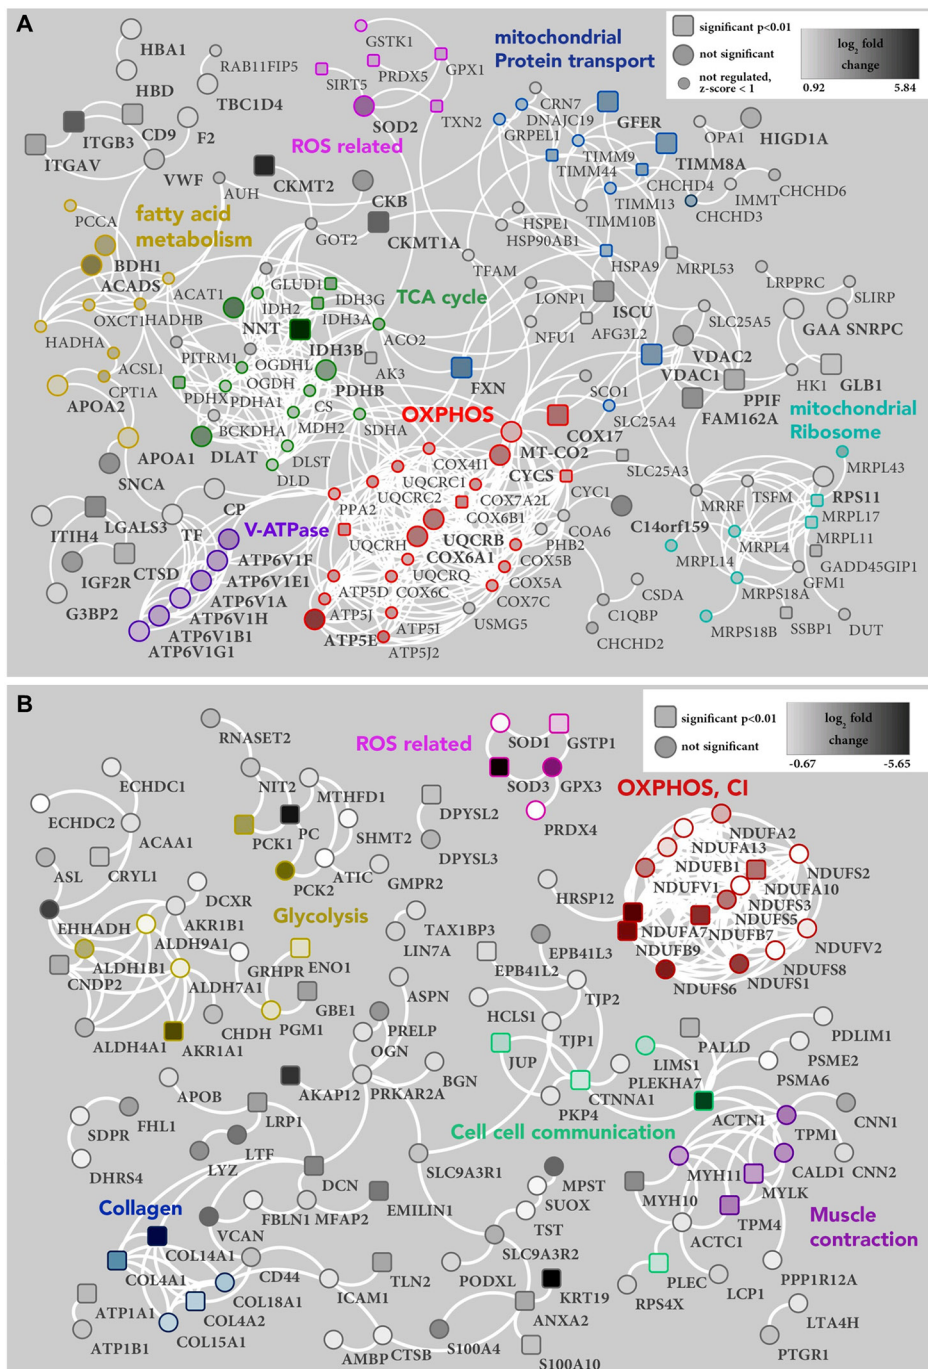 A
HBA1
HBD
RAB11FIP5
TBC1D4
ITGB3
CD9
F2
ITGAV
VWF
AUH
GSTK1
SIRT5
PRDX5
GPX1
SOD2
TXN2
ROS related
mitochondrial
Protein transport
significant p<0.01
not significant
not regulated,
z-score < 1
log2 fold
change
0.92
5.84
CRN7
DNAJC19
GRPEL1
GFER
TIMM9
TIMM44
TIMM8A
CHCHD4
TIMM13
TIMM10B
CHCHD3
OPA1
HIGD1A
IMMT
CHCHD6
CKMT2
CKB
CKMT1A
GOT2
HSPE1
HSP90AB1
TFAM
HSPA9
MRPL53
fatty acid
metabolism
PCCA
BDH1
ACADS
ACAT1
OXCT1
HADHB
HADHA
ACSL1
CPT1A
APOA2
APOA1
SNCA
TCA cycle
GLUD1
IDH2
IDH3G
IDH3A
NNT
IDH3B
ACO2
AK3
PITRM1
OGDHL
OGDH
PDHB
PDHX
PDHA1
CS
MDH2
SDHA
BCKDHA
DLAT
DLST
DLD
LONP1
ISCU
NFU1
AFG3L2
SLC25A5
VDAC2
VDAC1
PPIF
FAM162A
FXN
SCO1
SLC25A4
LRPPRC
SLIRP
GAA
SNRPC
HK1
GLB1
OXPHOS
COX17
MT-CO2
CYCS
CYC1
SLC25A3
COX4I1
UQCRC1
UQCRC2
COX7A2L
COX6B1
PPA2
UQCRH
UQCRB
COX6A1
UQCRQ
COX6C
COX5B
COX5A
COX7C
ATP5D
ATP5J
ATP5I
ATP5E
ATP5J2
USMG5
PHB2
COA6
C14orf159
C1QBP
CSDA
CHCHD2
mitochondrial
Ribosome
MRPL43
RPS11
MRPL17
MRPL11
MRRF
TSFM
MRPL4
MRPL14
GADD45GIP1
GFM1
MRPS18A
MRPS18B
SSBP1
DUT
ITIH4
LGALS3
CP
TF
IGF2R
CTSD
G3BP2
V-ATPase
ATP6V1F
ATP6V1E1
ATP6V1A
ATP6V1H
ATP6V1B1
ATP6V1G1
B
significant p<0.01
not significant
log2 fold
change
-0.67
-5.65
RNASET2
ECHDC1
ECHDC2
ACAA1
ASL
CRYL1
NIT2
MTHFD1
PCK1
PC
SHMT2
PCK2
ATIC
GMPR2
DPYSL2
DPYSL3
ROS related
SOD1
GSTP1
SOD3
GPX3
PRDX4
OXPHOS, CI
NDUFA2
NDUFA13
NDUFB1
NDUFS2
NDUFV1
NDUFA10
NDUFS3
NDUFS5
NDUFA7
NDUFB7
NDUFB9
NDUFV2
NDUFS8
NDUFS6
NDUFS1
HRSP12
Glycolysis
DCXR
AKR1B1
EHHADH
ALDH9A1
ALDH1B1
CNDP2
ALDH7A1
GRHPR
ENO1
GBE1
PGM1
CHDH
ALDH4A1
AKR1A1
TAX1BP3
LIN7A
EPB41L2
EPB41L3
ASPN
PRELP
OGN
HCLS1
TJP2
TJP1
JUP
LIMS1
PLEKHA7
CTNNA1
PKP4
PALLD
PDLIM1
PSME2
PSMA6
ACTN1
CNN1
TPM1
CNN2
CALD1
Cell cell communication
APOB
AKAP12
PRKAR2A
BGN
LRP1
FHL1
SDPR
LTF
LYZ
DHRS4
DCN
SLC9A3R1
Collagen
FBLN1
MFAP2
EMILIN1
VCAN
COL14A1
COL4A1
CD44
COL18A1
COL4A2
COL15A1
ATP1A1
ATP1B1
ICAM1
TLN2
AMBP
CTSB
MPST
SUOX
TST
SLC9A3R2
PODXL
KRT19
ANXA2
S100A4
S100A10
MYH11
MYH10
MYLK
TPM4
ACTC1
Muscle
contraction
PLEC
RPS4X
LCP1
PPP1R12A
LTA4H
PTGR1